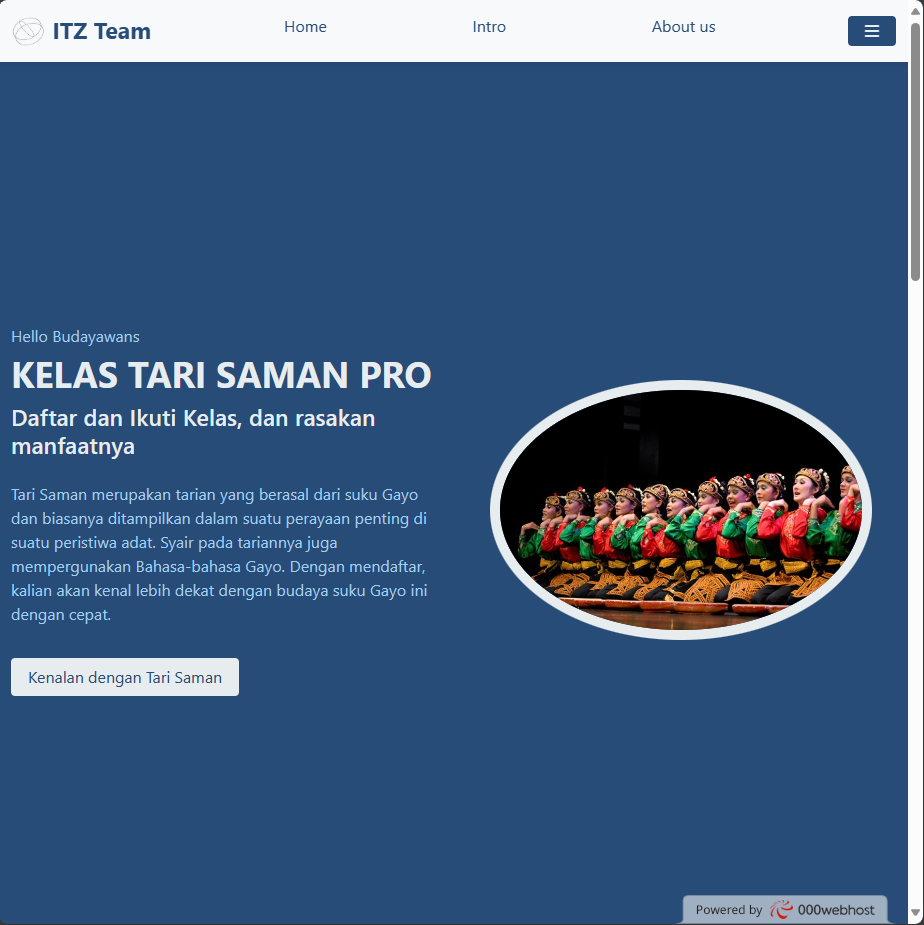 ITZ Team
Home
Intro
About us
Hello Budayawans
KELAS TARI SAMAN PRO
Daftar dan Ikuti Kelas, dan rasakan
manfaatnya
Tari Saman merupakan tarian yang berasal dari suku Gayo
dan biasanya ditampilkan dalam suatu perayaan penting di
suatu peristiwa adat. Syair pada tariannya juga
mempergunakan Bahasa-bahasa Gayo. Dengan mendaftar,
kalian akan kenal lebih dekat dengan budaya suku Gayo ini
dengan cepat.
Kenalan dengan Tari Saman
Powered by 000webhost